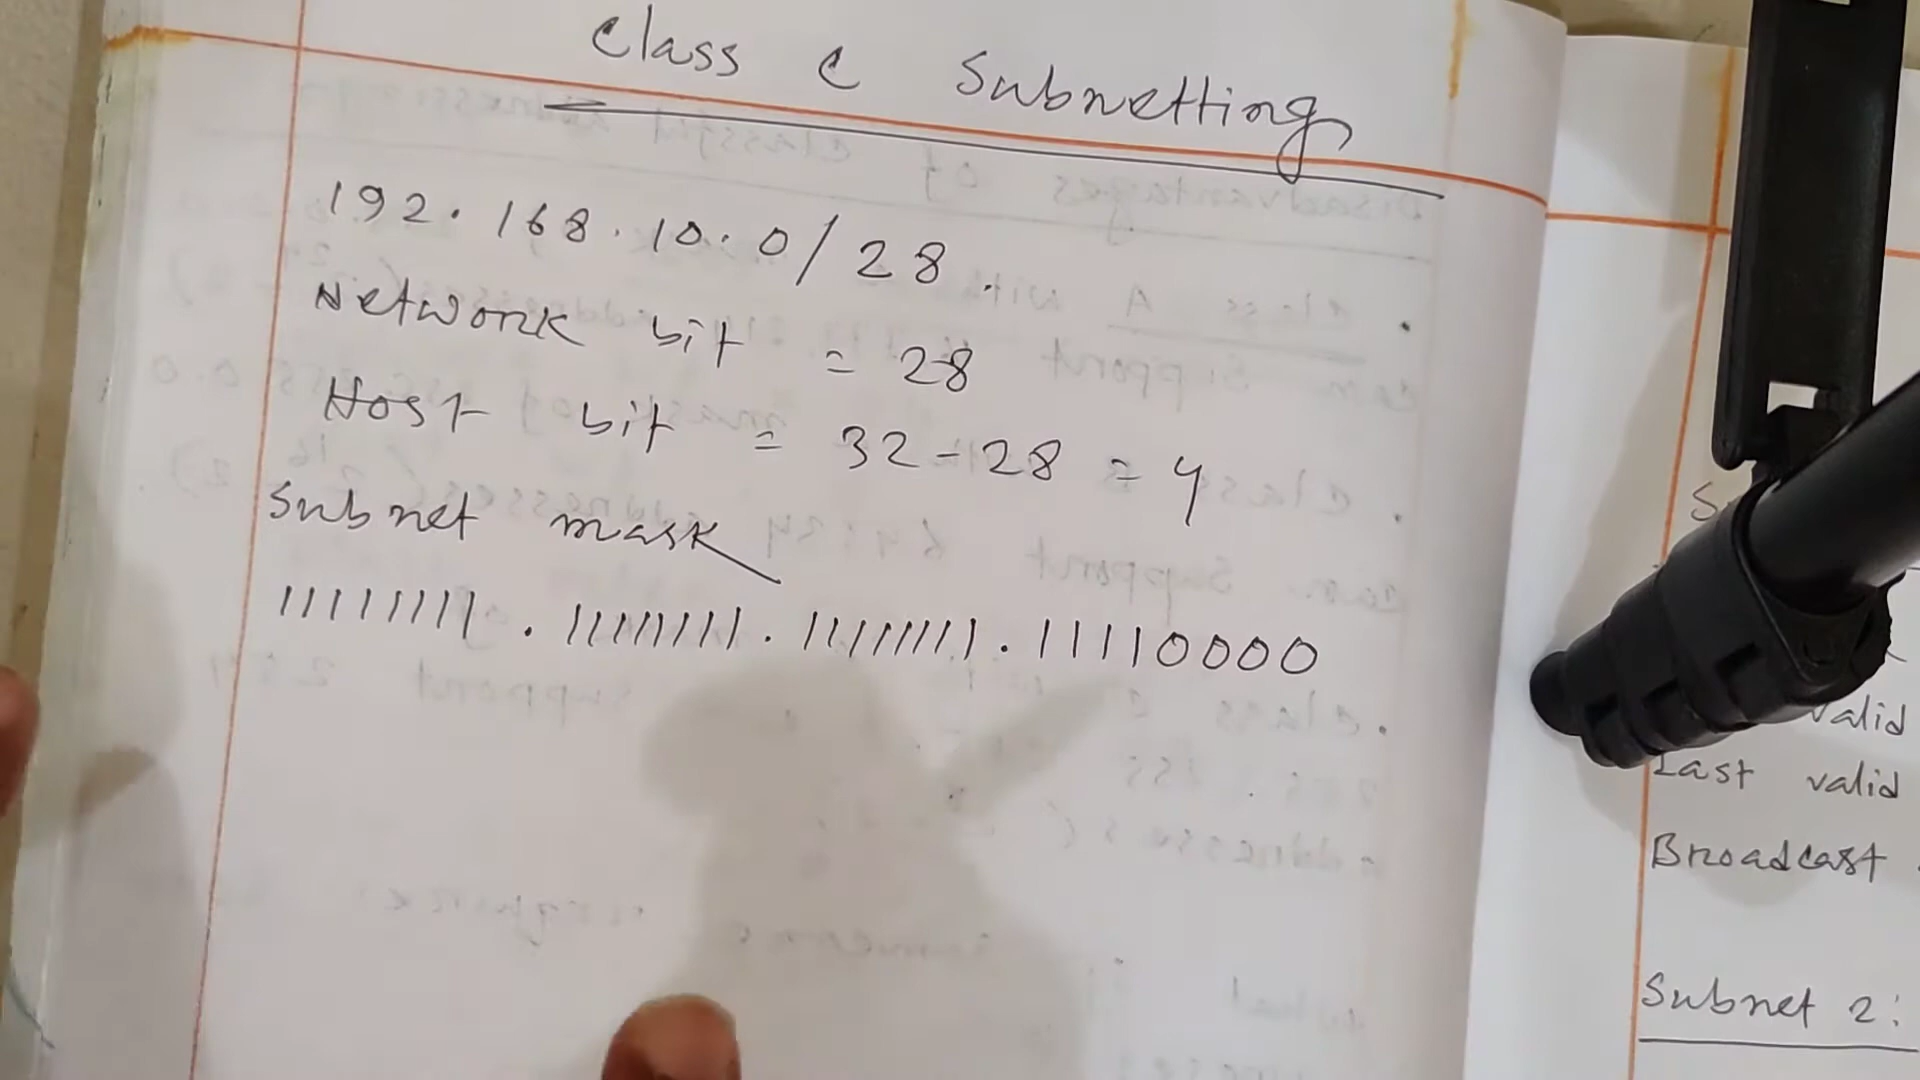 Class C Subnetting
192.168.10.0/28.
Network bit = 28
Host bit = 32-28 = 4
Subnet mask
11111111.11111111.11111111.11110000
valid
Last valid
Broadcast
Subnet 2: